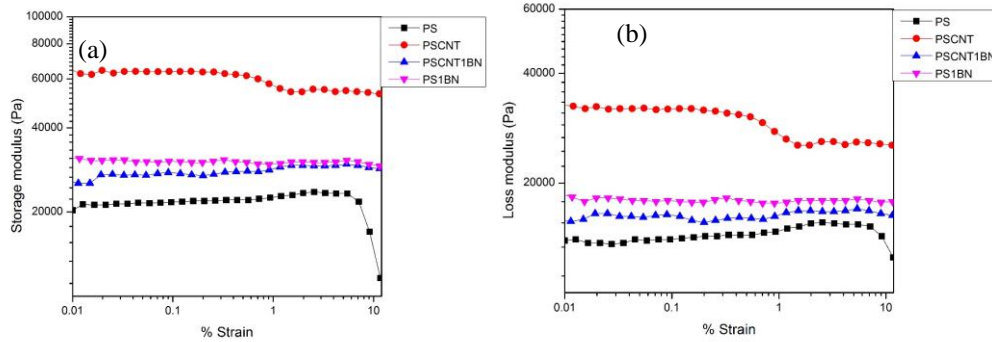 (a)
100000
80000
60000
40000
20000
Storage modulus (Pa)
0.01
0.1
1
10
% Strain
PS
PSCNT
PSCNT1BN
PS1BN
(b)
60000
40000
20000
Loss modulus (Pa)
0.01
0.1
1
10
% Strain
PS
PSCNT
PSCNT1BN
PS1BN